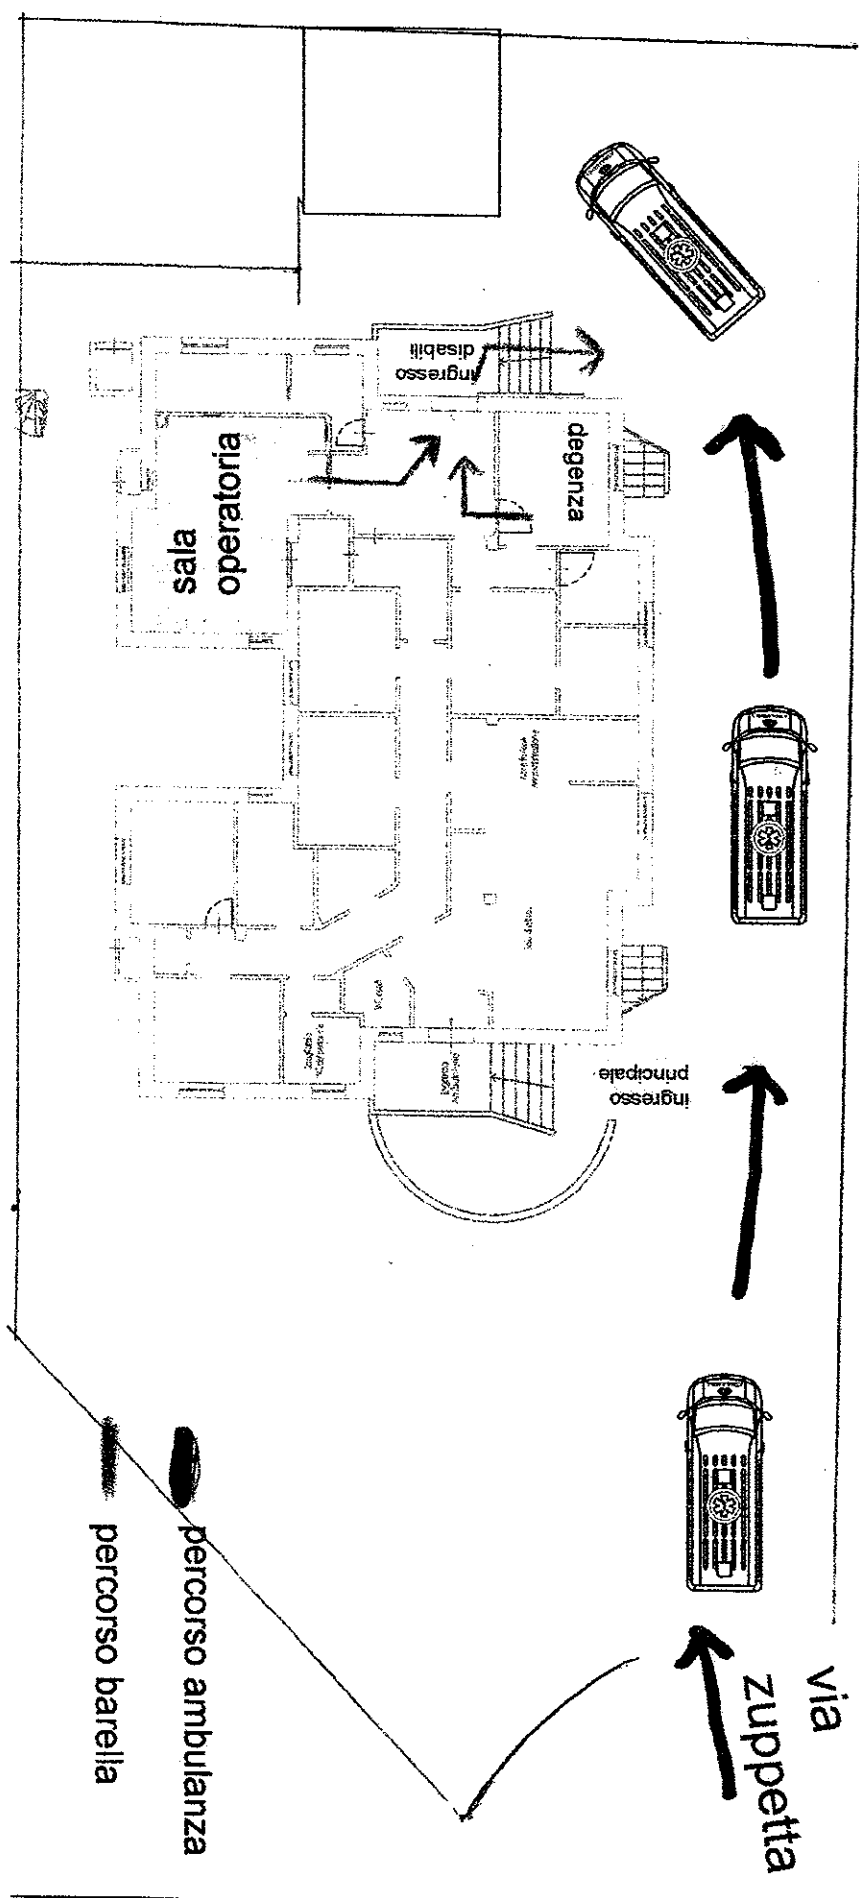 ingresso
disabili
sala
operatoria
degenza
ingresso
principale
via
zuppetta
percorso ambulanza
percorso barella